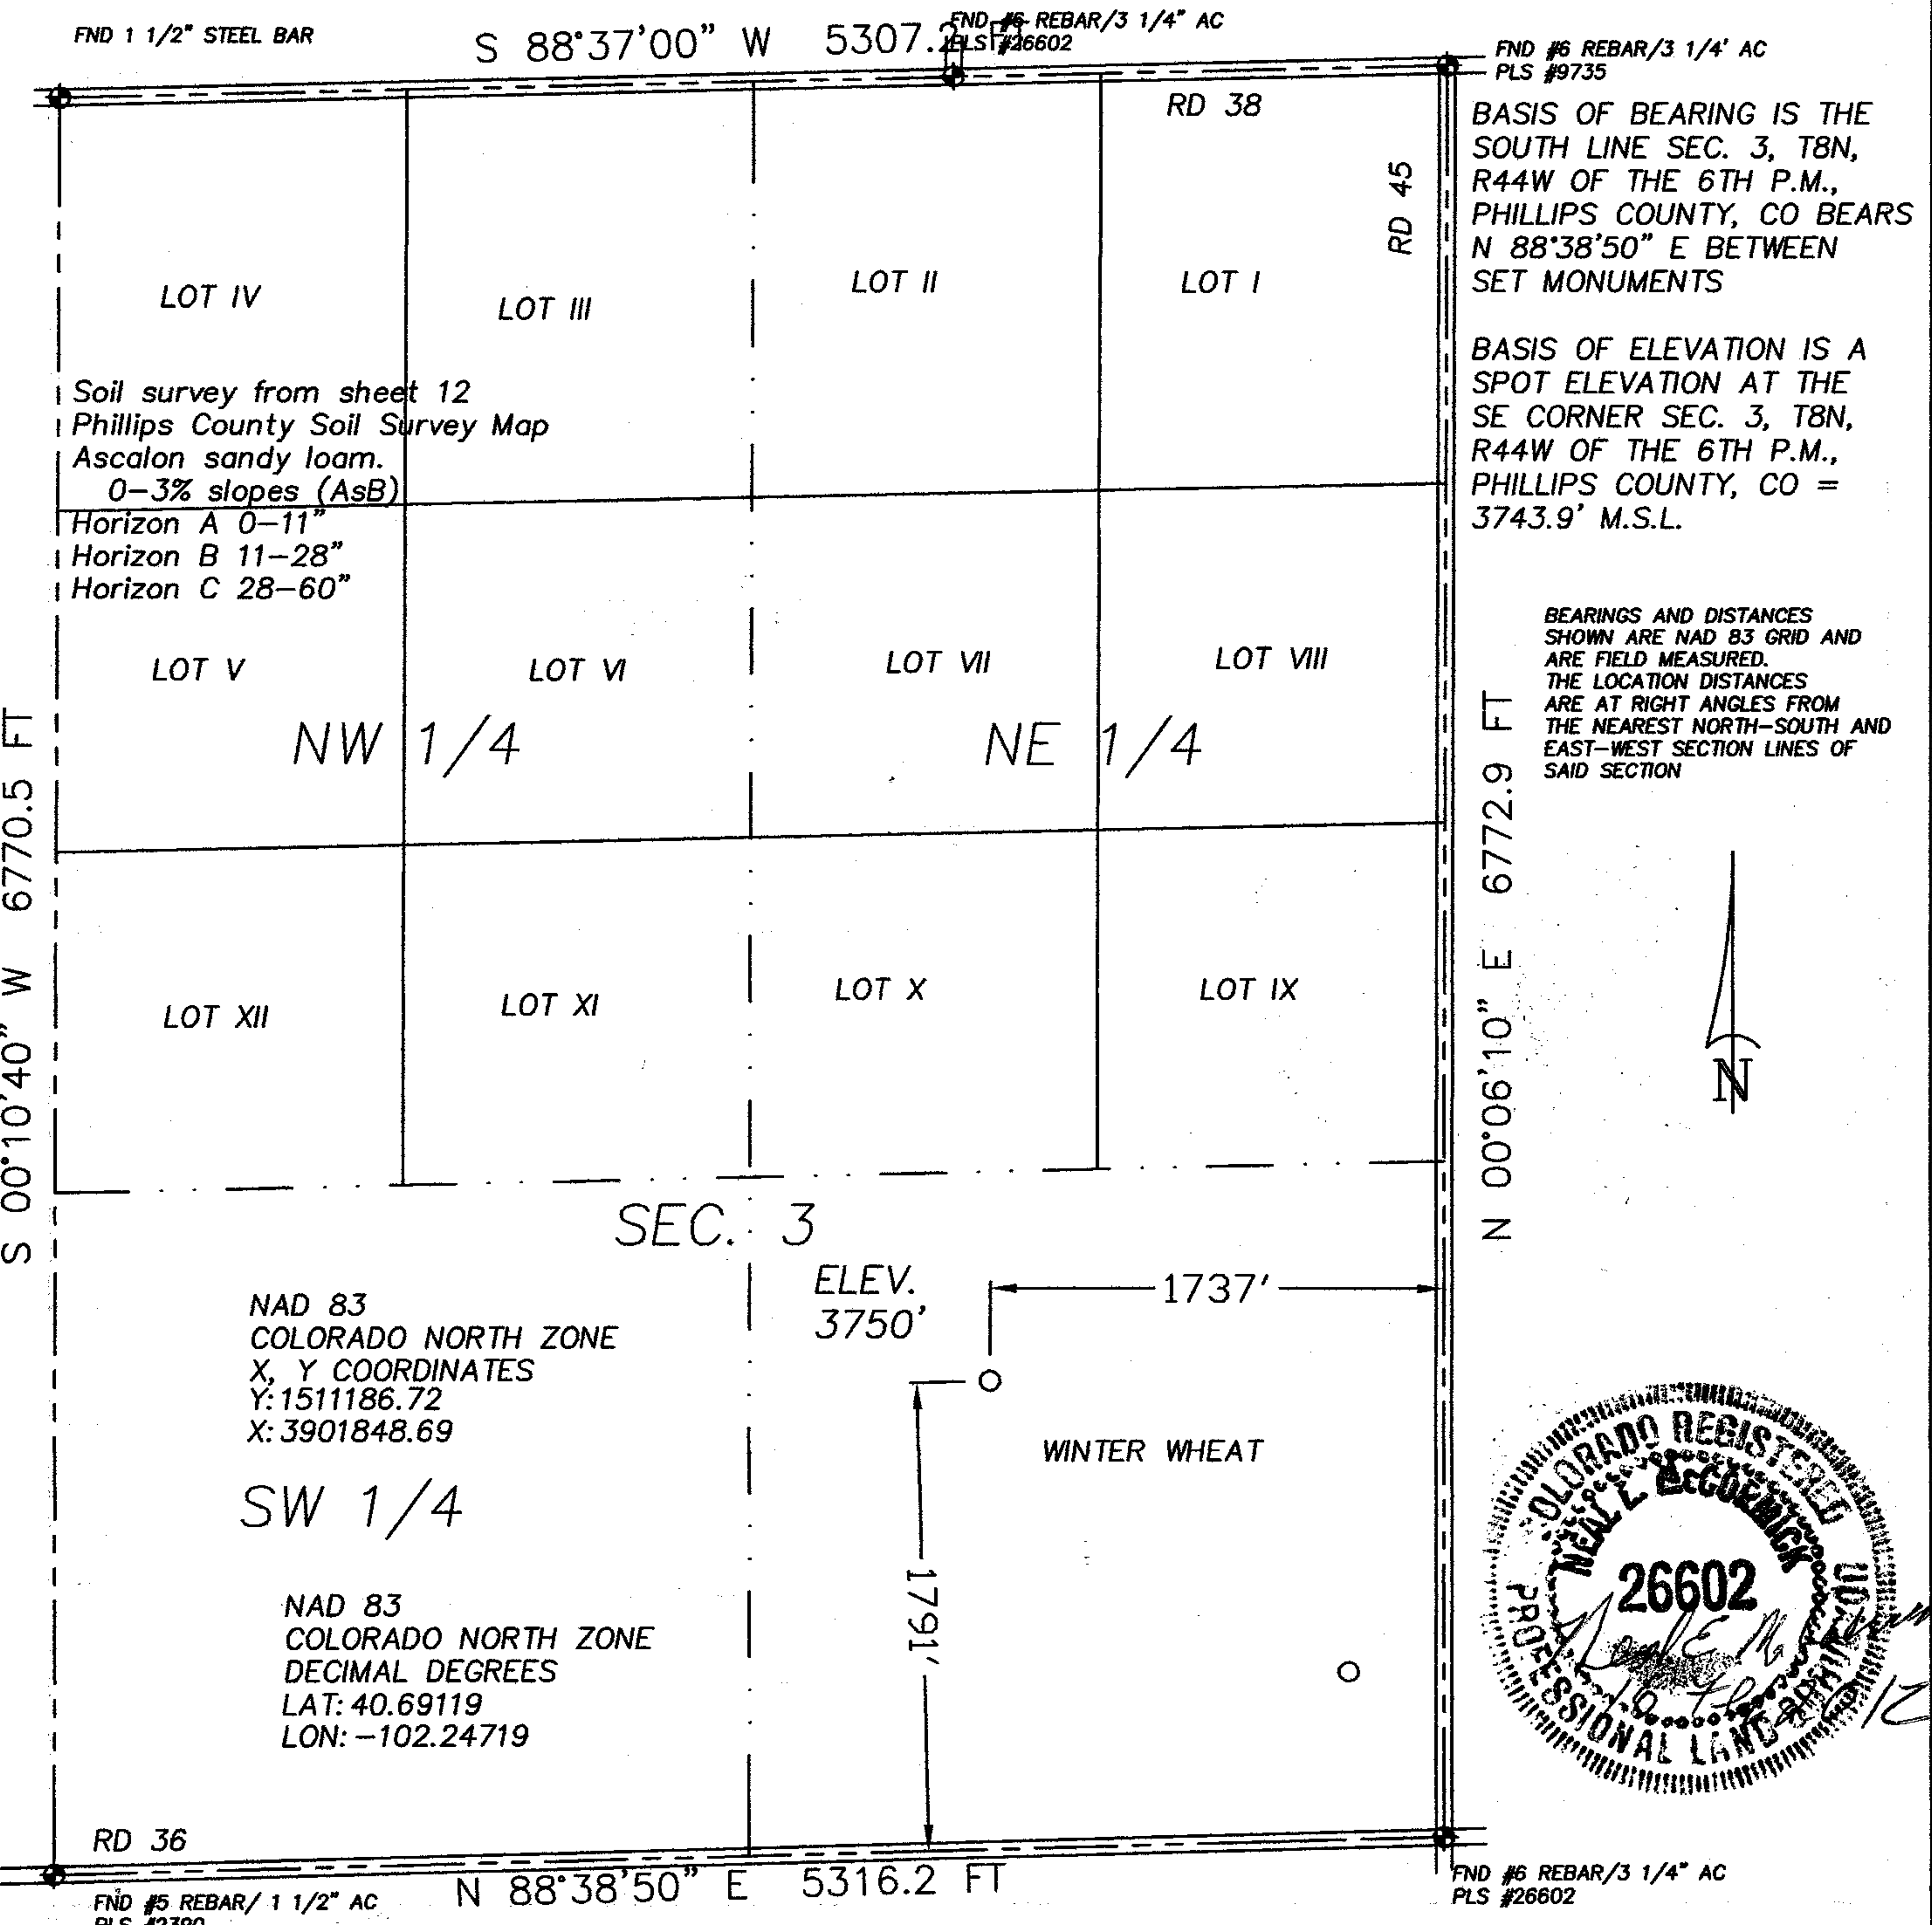 FND 1 1/2" STEEL BAR
S 88°37'00" W 5307.2 FT
FND #6 REBAR/3 1/4" AC
PLS #26602
FND #6 REBAR/3 1/4' AC
PLS #9735
RD 38
RD 45
BASIS OF BEARING IS THE
SOUTH LINE SEC. 3, T8N,
R44W OF THE 6TH P.M.,
PHILLIPS COUNTY, CO BEARS
N 88°38'50" E BETWEEN
SET MONUMENTS
BASIS OF ELEVATION IS A
SPOT ELEVATION AT THE
SE CORNER SEC. 3, T8N,
R44W OF THE 6TH P.M.,
PHILLIPS COUNTY, CO =
3743.9' M.S.L.
LOT IV
LOT III
LOT II
LOT I
Soil survey from sheet 12
Phillips County Soil Survey Map
Ascalon sandy loam.
0-3% slopes (AsB)
Horizon A 0-11"
Horizon B 11-28"
Horizon C 28-60"
BEARINGS AND DISTANCES
SHOWN ARE NAD 83 GRID AND
ARE FIELD MEASURED.
THE LOCATION DISTANCES
ARE AT RIGHT ANGLES FROM
THE NEAREST NORTH-SOUTH AND
EAST-WEST SECTION LINES OF
SAID SECTION
LOT V
LOT VI
LOT VII
LOT VIII
NW 1/4
NE 1/4
S 00°10'40" W 6770.5 FT
N 00°06'10" E 6772.9 FT
LOT XII
LOT XI
LOT X
LOT IX
N
SEC. 3
ELEV.
3750'
1737'
NAD 83
COLORADO NORTH ZONE
X, Y COORDINATES
Y: 1511186.72
X: 3901848.69
WINTER WHEAT
SW 1/4
1791'
NAD 83
COLORADO NORTH ZONE
DECIMAL DEGREES
LAT: 40.69119
LON: -102.24719
COLORADO REGISTERED
NEAL E. McCORMICK
26602
PROFESSIONAL LAND
RD 36
N 88°38'50" E 5316.2 FT
FND #5 REBAR/ 1 1/2" AC
FND #6 REBAR/3 1/4" AC
PLS #26602